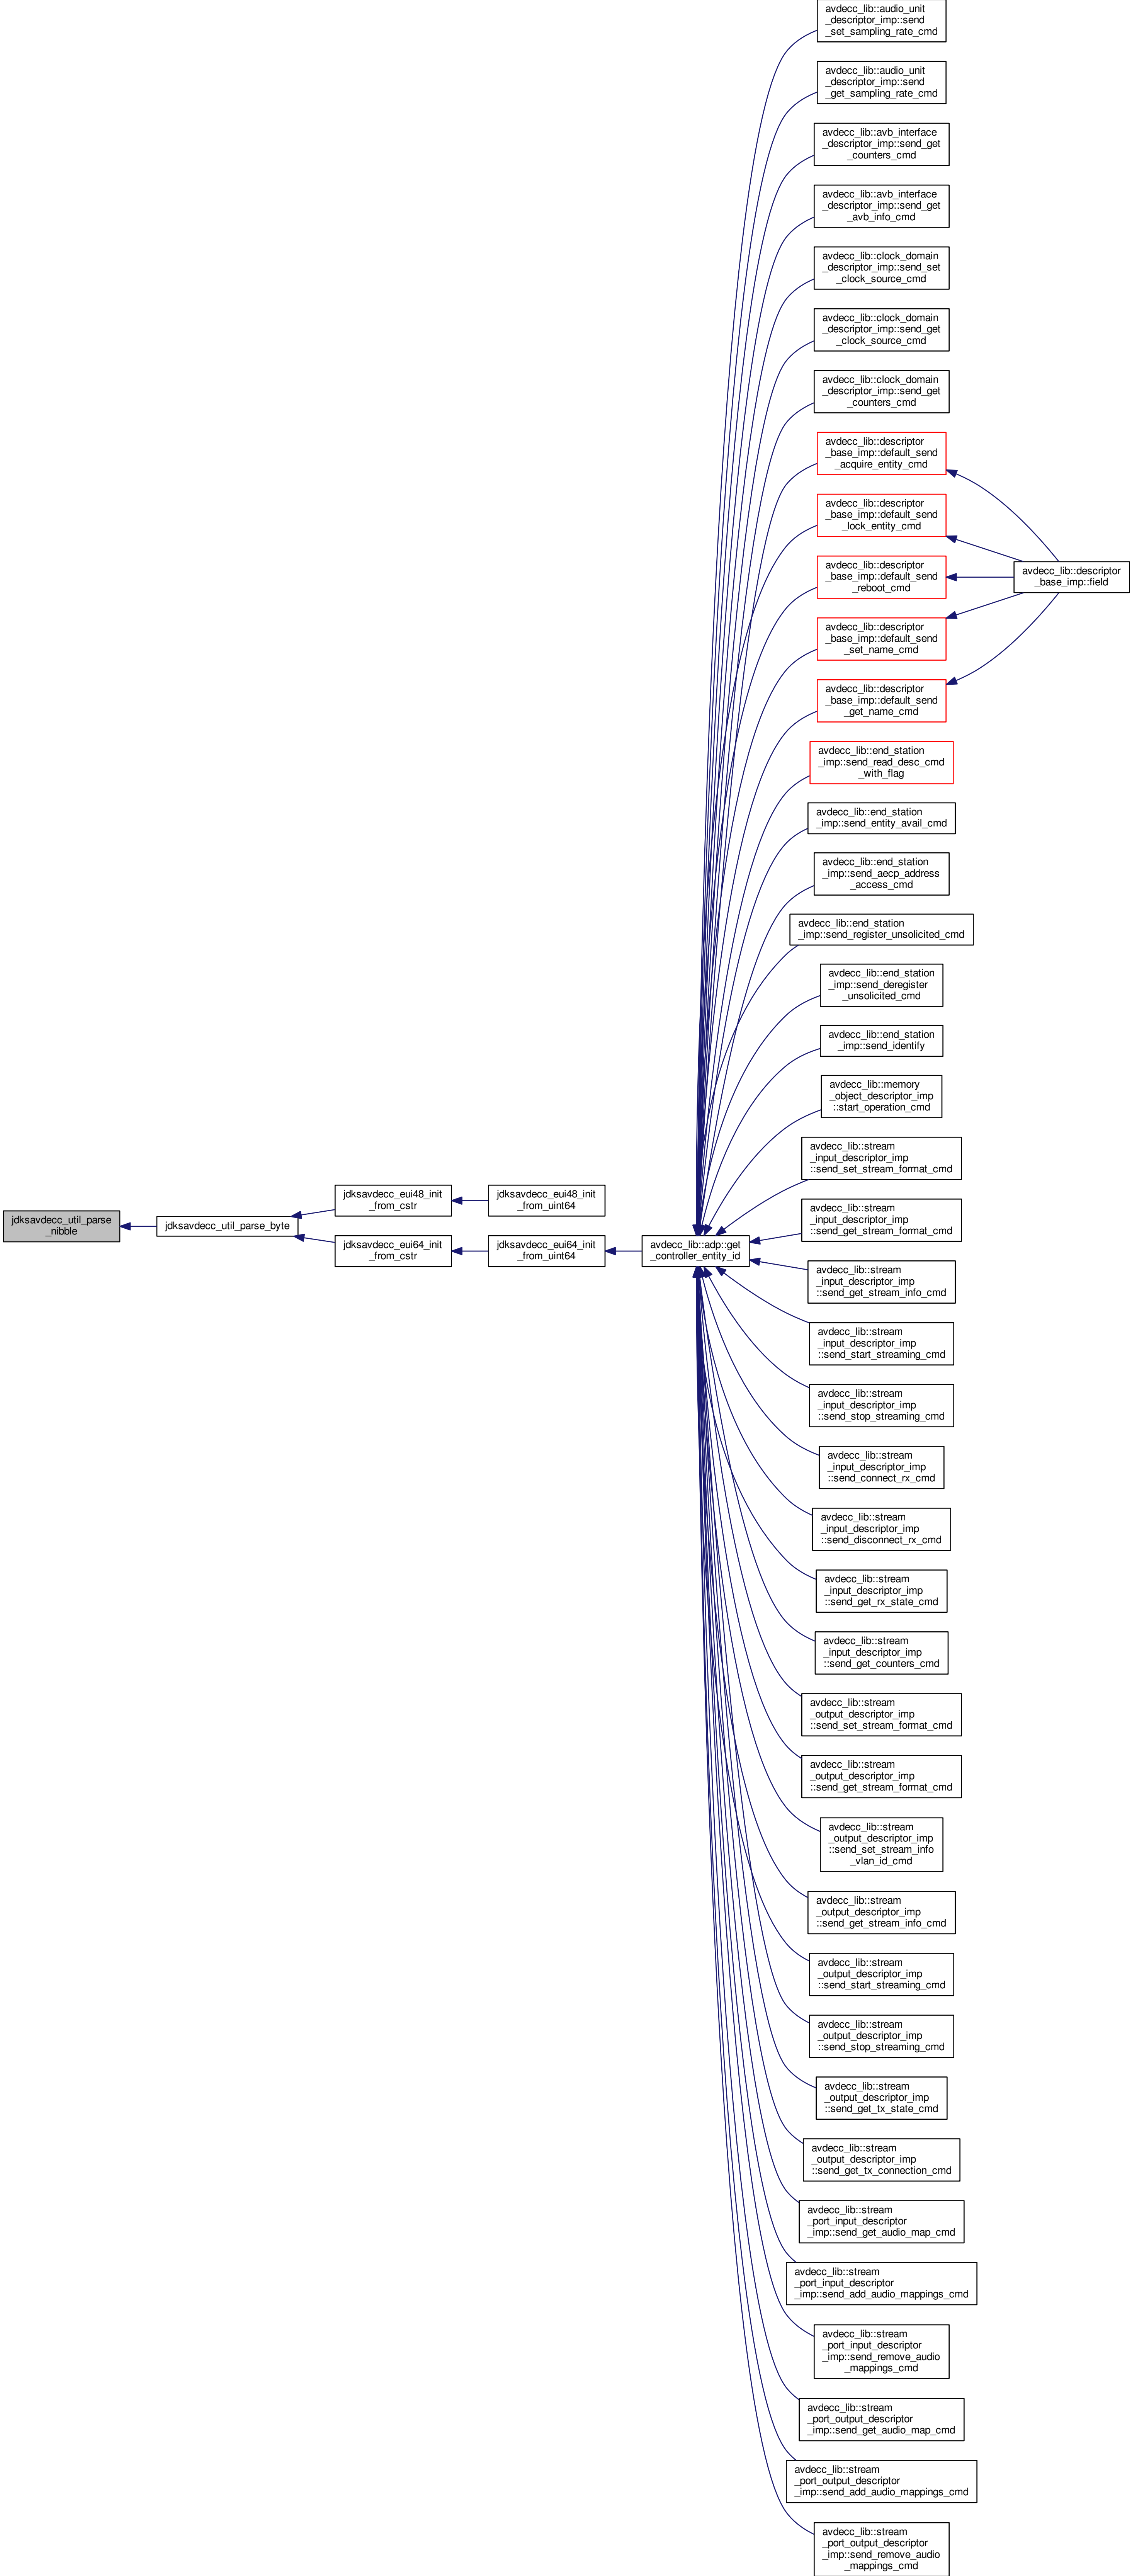 avdecc_lib::audio_unit
_descriptor_imp::send
_set_sampling_rate_cmd
avdecc_lib::audio_unit
_descriptor_imp::send
_get_sampling_rate_cmd
avdecc_lib::avb_interface
_descriptor_imp::send_get
_counters_cmd
avdecc_lib::avb_interface
_descriptor_imp::send_get
_avb_info_cmd
avdecc_lib::clock_domain
_descriptor_imp::send_set
_clock_source_cmd
avdecc_lib::clock_domain
_descriptor_imp::send_get
_clock_source_cmd
avdecc_lib::clock_domain
_descriptor_imp::send_get
_counters_cmd
avdecc_lib::descriptor
_base_imp::default_send
_acquire_entity_cmd
avdecc_lib::descriptor
_base_imp::default_send
_lock_entity_cmd
avdecc_lib::descriptor
_base_imp::default_send
_reboot_cmd
avdecc_lib::descriptor
_base_imp::field
avdecc_lib::descriptor
_base_imp::default_send
_set_name_cmd
avdecc_lib::descriptor
_base_imp::default_send
_get_name_cmd
avdecc_lib::end_station
_imp::send_read_desc_cmd
_with_flag
avdecc_lib::end_station
_imp::send_entity_avail_cmd
avdecc_lib::end_station
_imp::send_aecp_address
_access_cmd
avdecc_lib::end_station
_imp::send_register_unsolicited_cmd
avdecc_lib::end_station
_imp::send_deregister
_unsolicited_cmd
avdecc_lib::end_station
_imp::send_identify
avdecc_lib::memory
_object_descriptor_imp
::start_operation_cmd
avdecc_lib::stream
_input_descriptor_imp
::send_set_stream_format_cmd
jdksavdecc_util_parse
_nibble
jdksavdecc_util_parse_byte
jdksavdecc_eui48_init
_from_cstr
jdksavdecc_eui48_init
_from_uint64
jdksavdecc_eui64_init
_from_cstr
jdksavdecc_eui64_init
_from_uint64
avdecc_lib::adp::get
_controller_entity_id
avdecc_lib::stream
_input_descriptor_imp
::send_get_stream_format_cmd
avdecc_lib::stream
_input_descriptor_imp
::send_get_stream_info_cmd
avdecc_lib::stream
_input_descriptor_imp
::send_start_streaming_cmd
avdecc_lib::stream
_input_descriptor_imp
::send_stop_streaming_cmd
avdecc_lib::stream
_input_descriptor_imp
::send_connect_rx_cmd
avdecc_lib::stream
_input_descriptor_imp
::send_disconnect_rx_cmd
avdecc_lib::stream
_input_descriptor_imp
::send_get_rx_state_cmd
avdecc_lib::stream
_input_descriptor_imp
::send_get_counters_cmd
avdecc_lib::stream
_output_descriptor_imp
::send_set_stream_format_cmd
avdecc_lib::stream
_output_descriptor_imp
::send_get_stream_format_cmd
avdecc_lib::stream
_output_descriptor_imp
::send_set_stream_info
_vlan_id_cmd
avdecc_lib::stream
_output_descriptor_imp
::send_get_stream_info_cmd
avdecc_lib::stream
_output_descriptor_imp
::send_start_streaming_cmd
avdecc_lib::stream
_output_descriptor_imp
::send_stop_streaming_cmd
avdecc_lib::stream
_output_descriptor_imp
::send_get_tx_state_cmd
avdecc_lib::stream
_output_descriptor_imp
::send_get_tx_connection_cmd
avdecc_lib::stream
_port_input_descriptor
_imp::send_get_audio_map_cmd
avdecc_lib::stream
_port_input_descriptor
_imp::send_add_audio_mappings_cmd
avdecc_lib::stream
_port_input_descriptor
_imp::send_remove_audio
_mappings_cmd
avdecc_lib::stream
_port_output_descriptor
_imp::send_get_audio_map_cmd
avdecc_lib::stream
_port_output_descriptor
_imp::send_add_audio_mappings_cmd
avdecc_lib::stream
_port_output_descriptor
_imp::send_remove_audio
_mappings_cmd